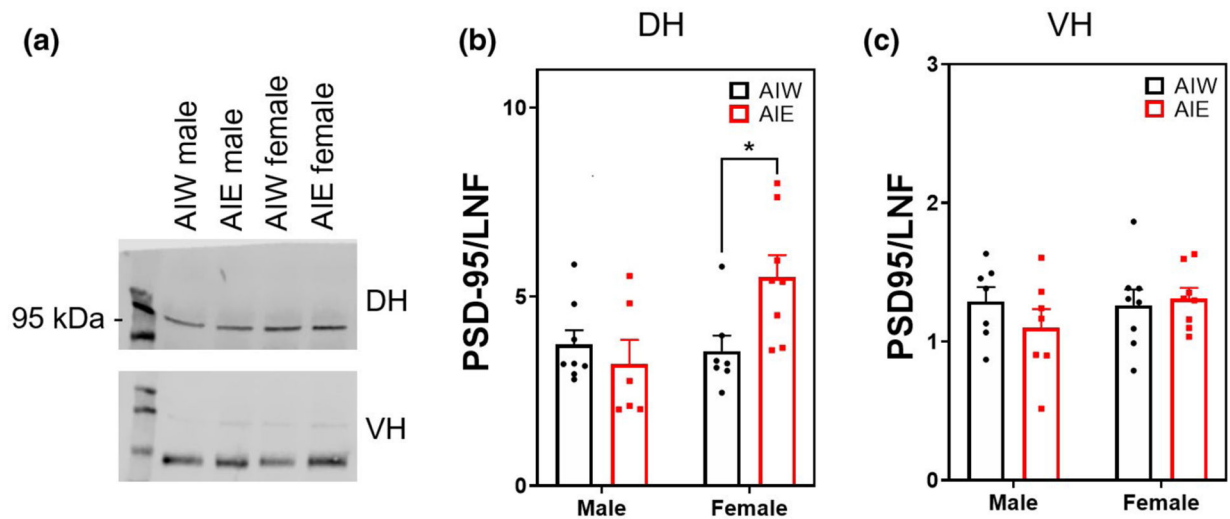 (a)
AIW male
AIE male
AIW female
AIE female
95 kDa -
DH
VH
(b)
DH
PSD-95/LNF
10
5
0
AIW
AIE
*
Male
Female
(c)
VH
PSD95/LNF
3
2
1
0
AIW
AIE
Male
Female